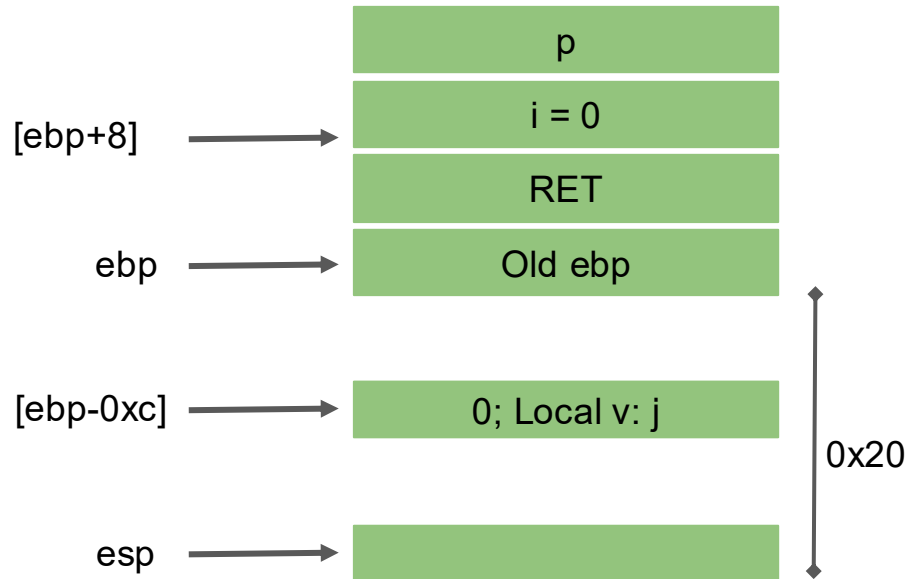 p
[ebp+8]
i = 0
RET
ebp
Old ebp
[ebp-0xc]
0; Local v: j
0x20
esp